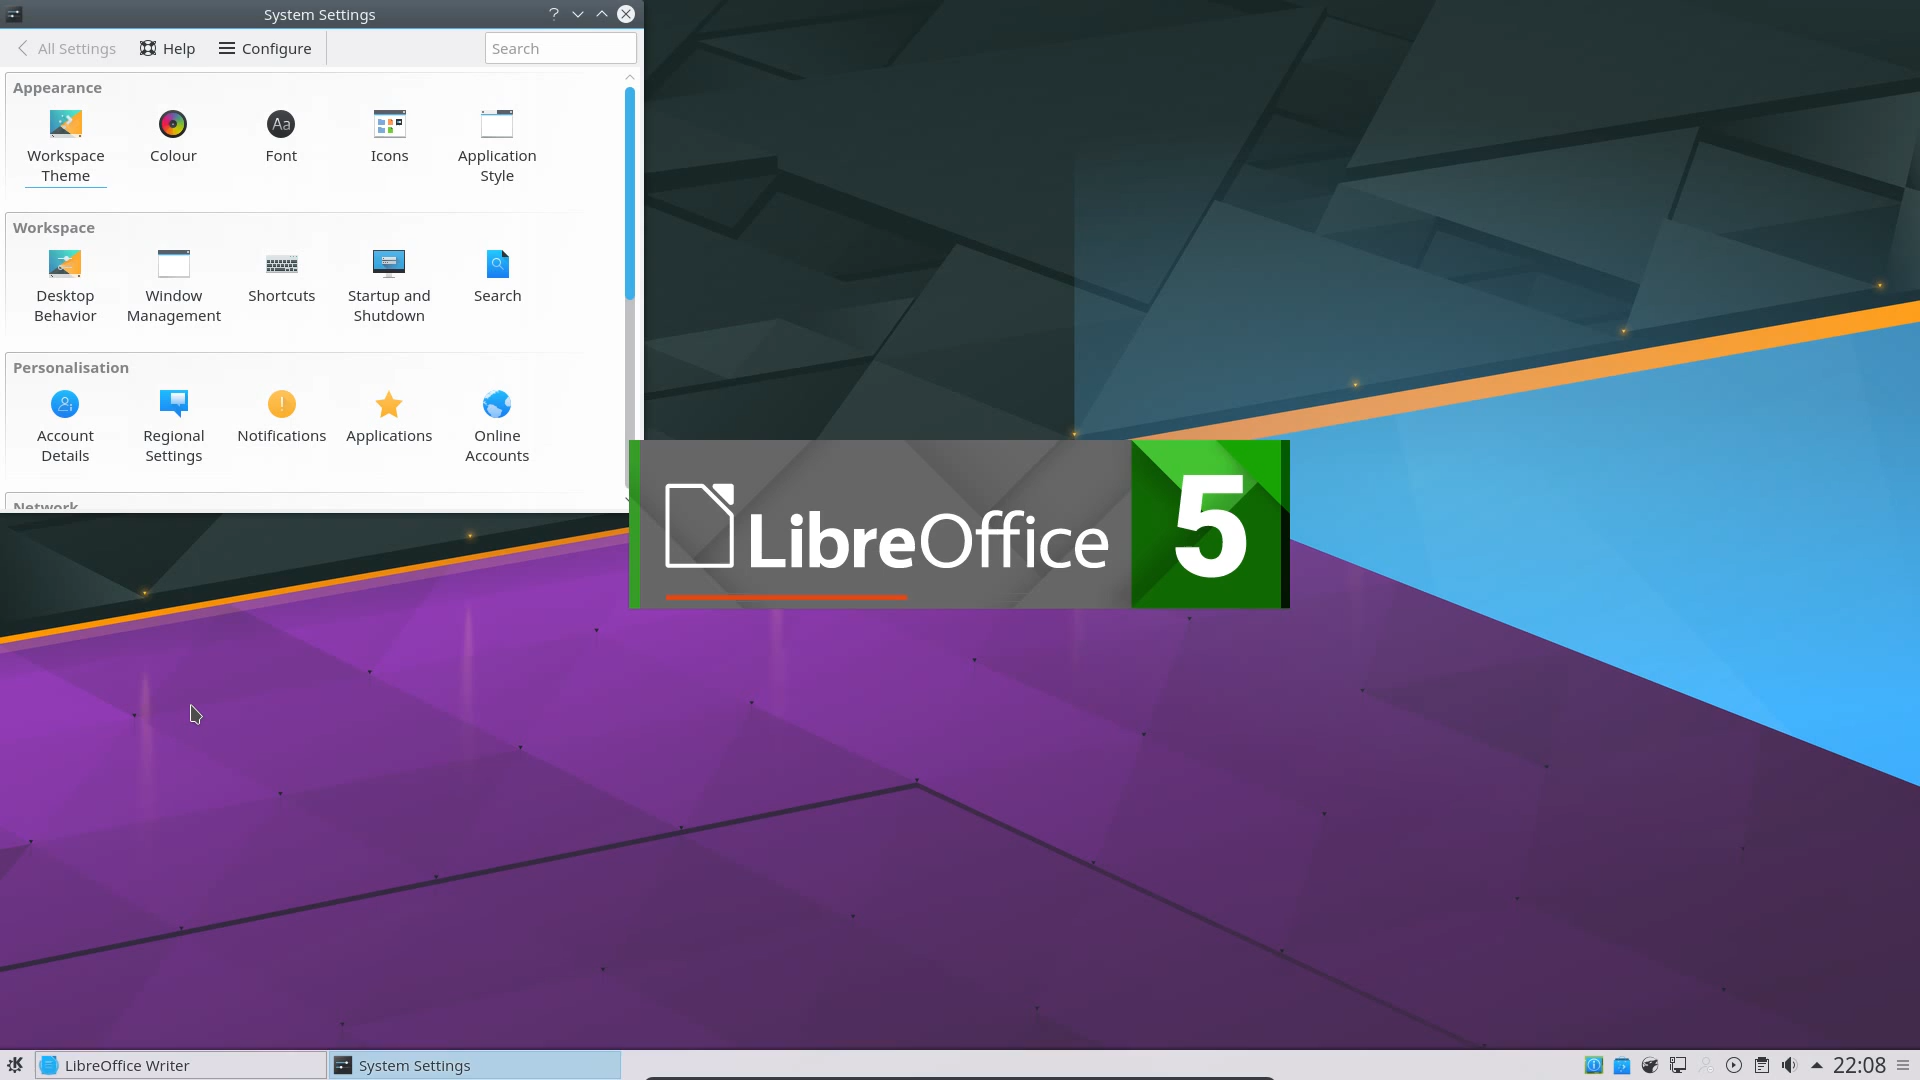 System Settings
?
All Settings
Help
Configure
Search
Appearance
Workspace
Theme
Colour
Aa
Font
Icons
Application
Style
Workspace
Desktop
Behavior
Window
Management
Shortcuts
Startup and
Shutdown
Search
Personalisation
Account
Details
Regional
Settings
Notifications
Applications
Online
Accounts
Network
LibreOffice 5
LibreOffice Writer
System Settings
22:08